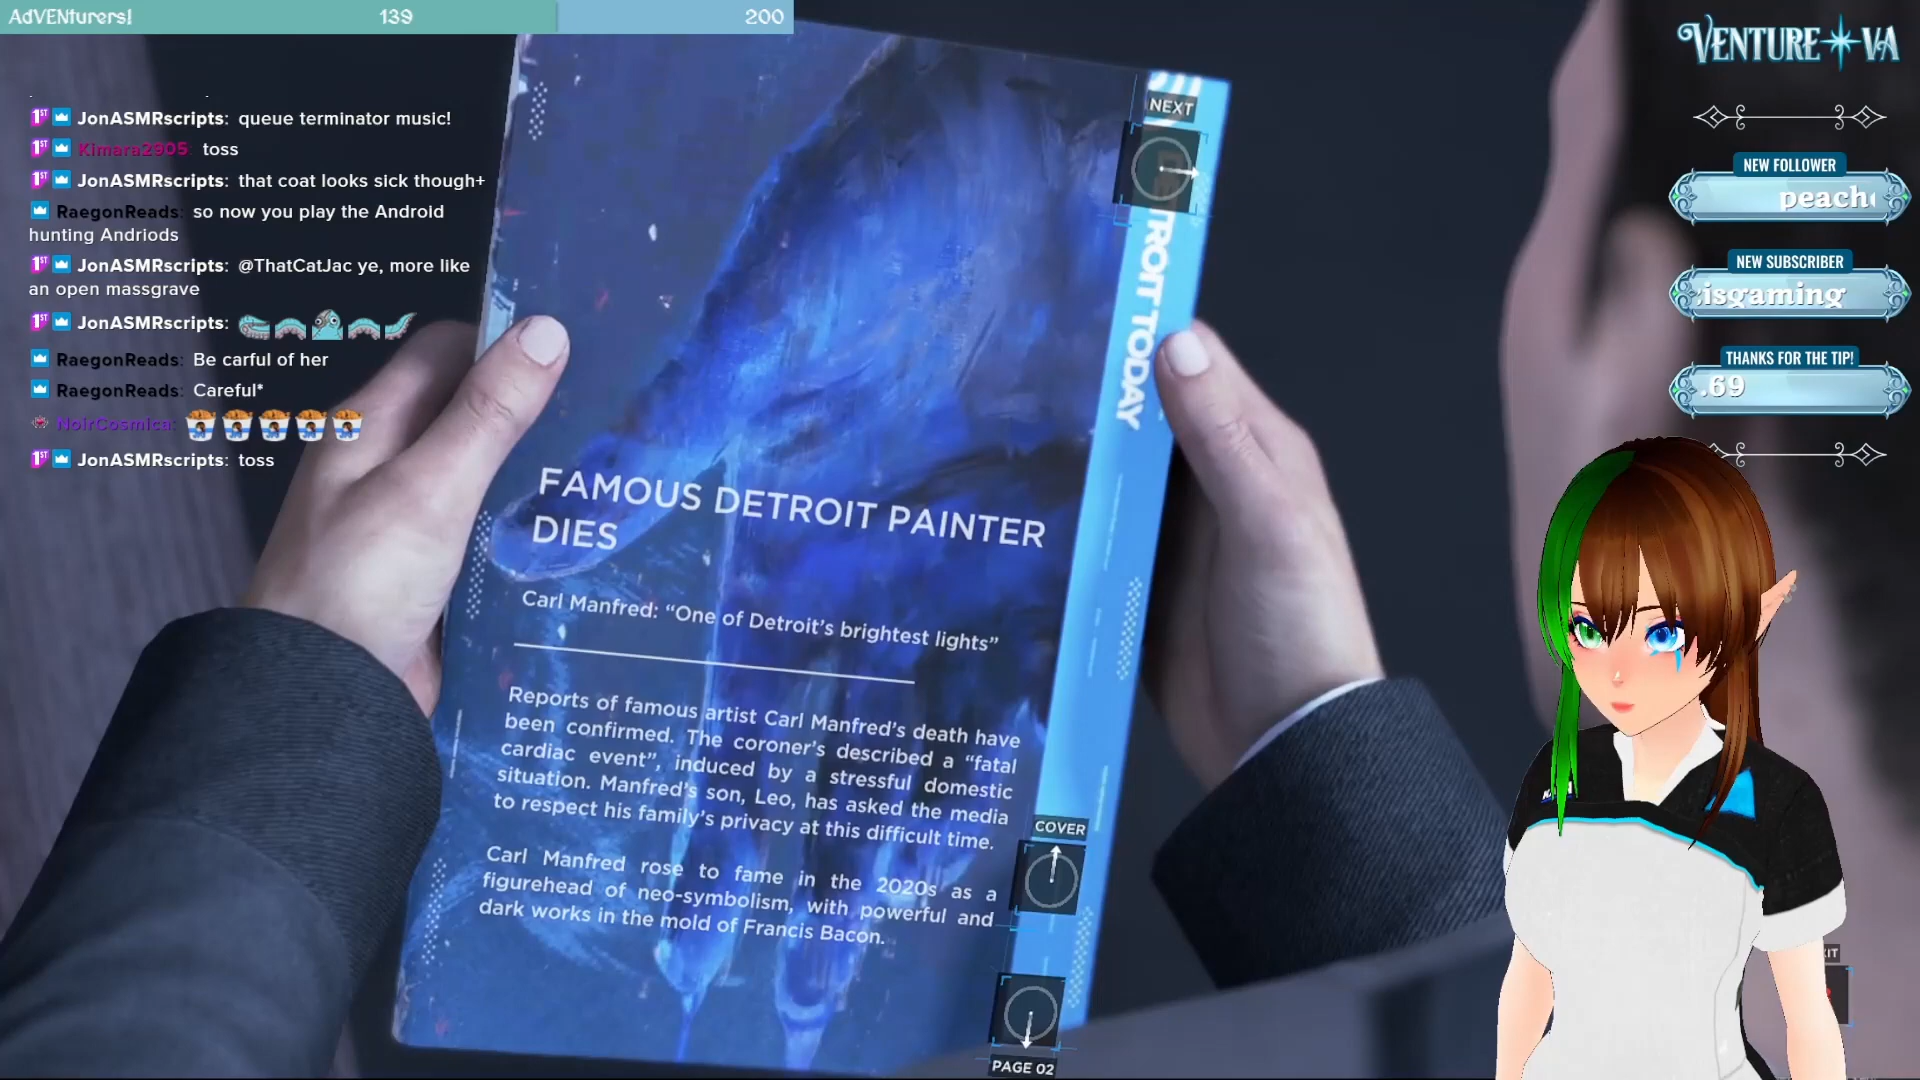 AdVENturers!
139
200
JonASMRscripts: queue terminator music!
Kimara2905: toss
JonASMRscripts: that coat looks sick though+
RaegonReads: so now you play the Android
hunting Andriods
JonASMRscripts: @ThatCatJac ye, more like
an open massgrave
JonASMRscripts:
RaegonReads: Be carful of her
RaegonReads: Careful*
NoirCosmica:
JonASMRscripts: toss
NEXT
TROIT TODAY
FAMOUS DETROIT PAINTER
DIES
Carl Manfred: “One of Detroit's brightest lights”
Reports of famous artist Carl Manfred's death have
been confirmed. The coroner's described a “fatal
cardiac event”, induced by a stressful domestic
situation. Manfred's son, Leo, has asked the media
to respect his family's privacy at this difficult time.
Carl Manfred rose to fame in the 2020s as a
figurehead of neo-symbolism, with powerful and
dark works in the mold of Francis Bacon.
COVER
PAGE 02
VENTURE VA
NEW FOLLOWER
peach
NEW SUBSCRIBER
isgaming
THANKS FOR THE TIP!
.69